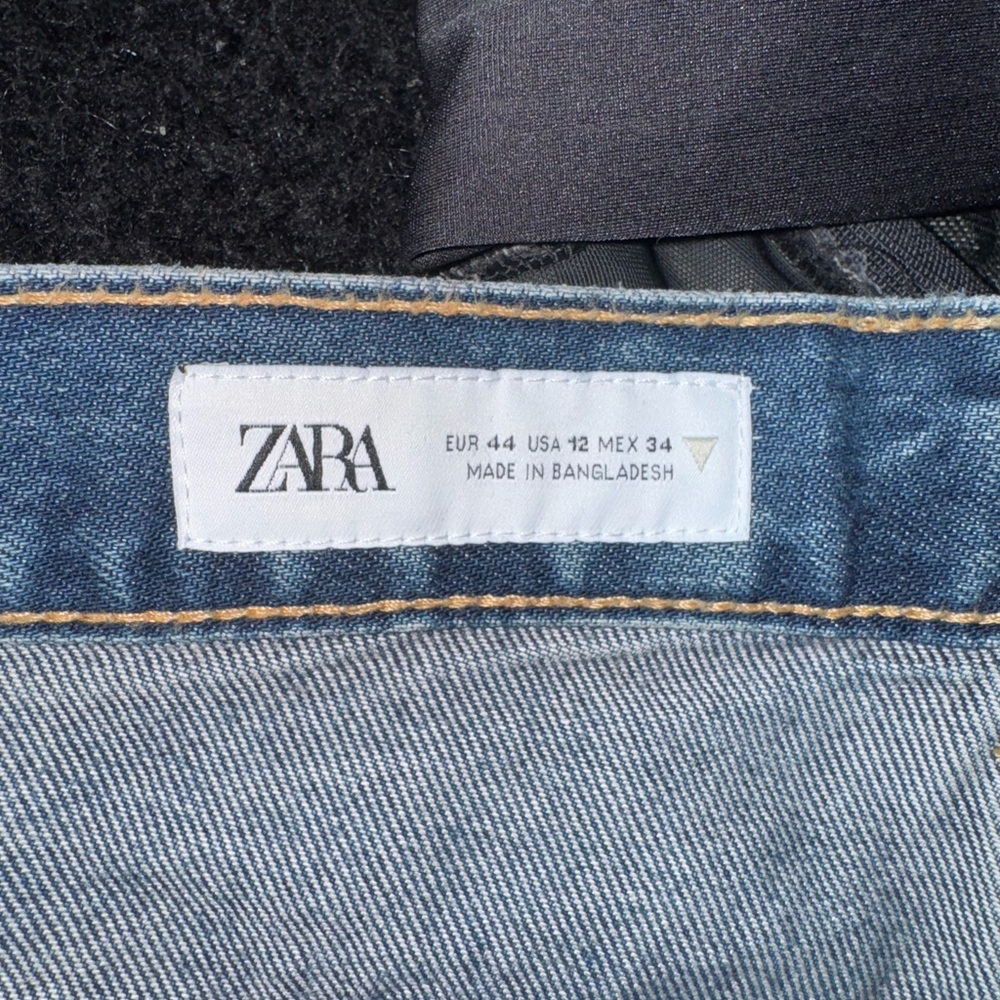 ZARA
EUR 44 USA 12 MEX 34
MADE IN BANGLADESH